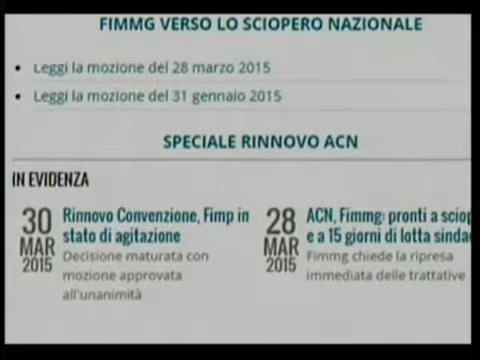 FIMMG VERSO LO SCIOPERO NAZIONALE
Leggi la mozione del 28 marzo 2015
Leggi la mozione del 31 gennaio 2015
SPECIALE RINNOVO ACN
IN EVIDENZA
30
MAR
2015
Rinnovo Convenzione, Fimp in
stato di agitazione
Decisione maturata con
mozione approvata
all'unanimità
28
MAR
2015
ACN, Fimmg: pronti a sciop
e a 15 giorni di lotta sinda
Fimmg chiede la ripresa
immediata delle trattative